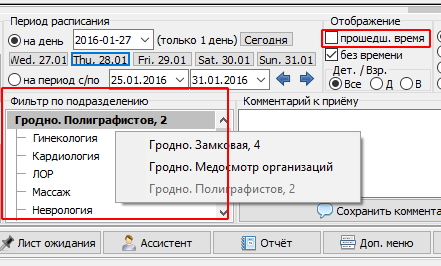 Период расписания
на день 2016-01-27 (только 1 день) Сегодня
Wed. 27.01 Thu. 28.01 Fri. 29.01 Sat. 30.01 Sun. 31.01
на период с/по 25.01.2016 31.01.2016
Отображение
прошедш. время
без времени
Дет. / Взр.
Все Д В
Фильтр по подразделению
Гродно. Полиграфистов, 2
Гинекология
Кардиология
ЛОР
Массаж
Неврология
Комментарий к приёму
Гродно. Замковая, 4
Гродно. Медосмотр организаций
Гродно. Полиграфистов, 2
Сохранить коммента
Лист ожидания Ассистент Отчёт Доп. меню